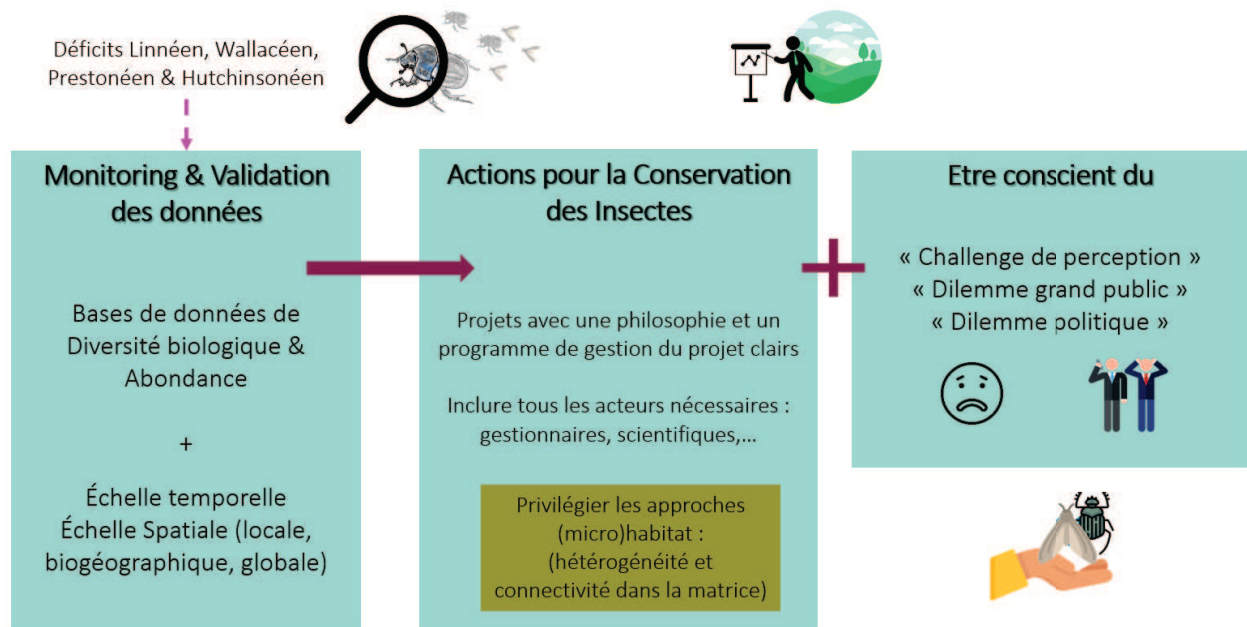 Déficits Linnéen, Wallacéen,
Prestonéen & Hutchinsonéen
Monitoring & Validation
des données
Bases de données de
Diversité biologique &
Abondance
+
Échelle temporelle
Échelle Spatiale (locale,
biogéographique, globale)
Actions pour la Conservation
des Insectes
Projets avec une philosophie et un
programme de gestion du projet clairs
Inclure tous les acteurs nécessaires :
gestionnaires, scientifiques,...
Privilégier les approches
(micro)habitat :
(hétérogénéité et
connectivité dans la matrice)
Etre conscient du
« Challenge de perception »
« Dilemme grand public »
« Dilemme politique »